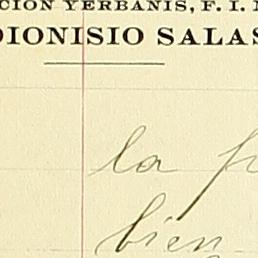 CION YERBANIS, F. I. 
DIONISIO SALAS
la
bien